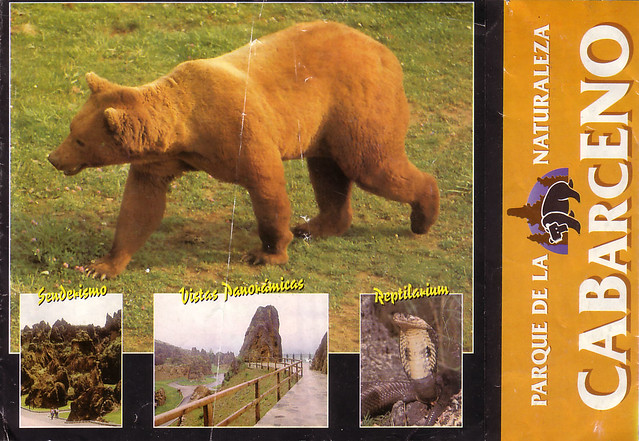 Senderismo
Vistas Panorámicas
Reptilarium
PARQUE DE LA NATURALEZA
CABARCENO